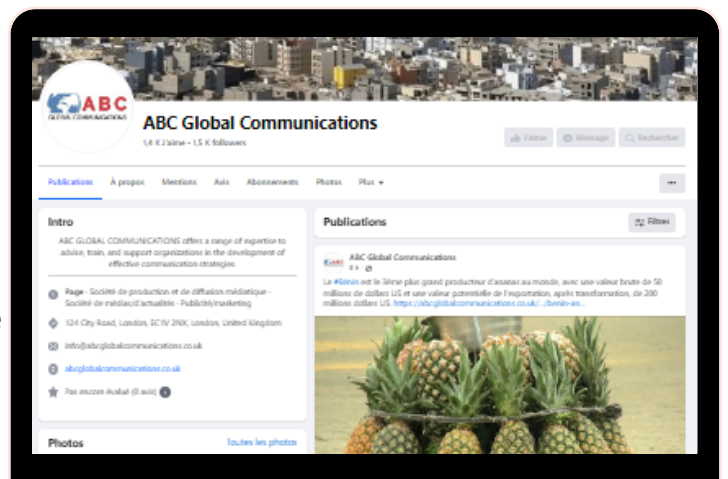 ABC
GLOBAL COMMUNICATIONS
ABC Global Communications
1,4 K J'aime • 1,5 K followers
J'aime
Message
Rechercher
Publications
À propos
Mentions
Avis
Abonnements
Photos
Plus
Intro
ABC GLOBAL COMMUNICATIONS offers a range of expertise to
advise, train, and support organizations in the development of
effective communication strategies.
Page · Société de production et de diffusion médiatique ·
Société de médias/d'actualités · Publicité/marketing
124 City Road, London, EC1V 2NX, London, United Kingdom
info@abcglobalcommunications.co.uk
abcglobalcommunications.co.uk
Pas encore évalué (0 avis)
Photos
Toutes les photos
Publications
Filtres
ABC Global Communications
8 h
Le #Bénin est le 3ème plus grand producteur d'ananas au monde, avec une valeur brute de 50
millions de dollars US et une valeur potentielle de l'exportation, après transformation, de 200
millions dollars US. https://abcglobalcommunications.co.uk/.../benin-an...